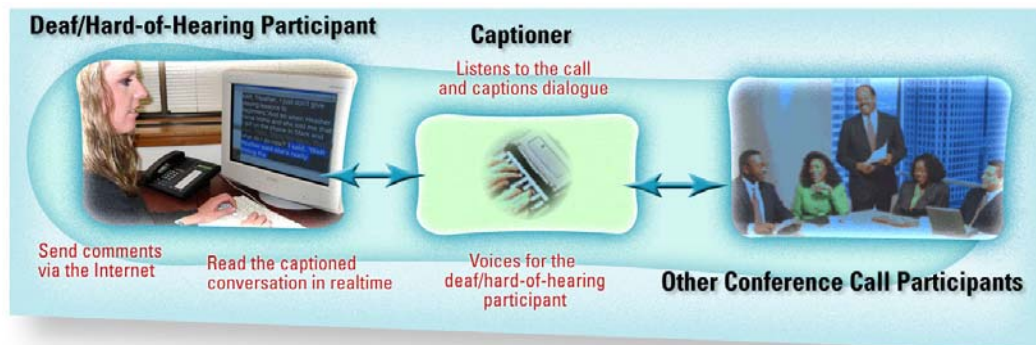 Deaf/Hard-of-Hearing Participant
Captioner
Listens to the call
and captions dialogue
Send comments
via the Internet
Read the captioned
conversation in realtime
Voices for the
deaf/hard-of-hearing
participant
Other Conference Call Participants